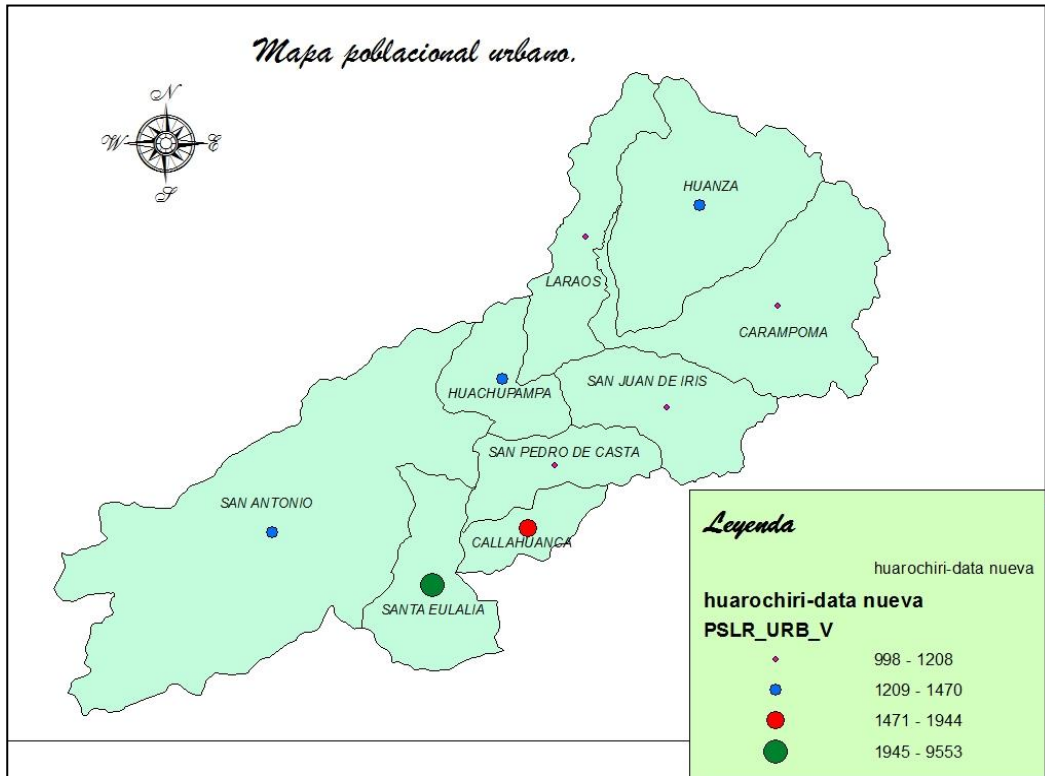 Mapa poblacional urbano.
N
W E
S
HUANZA
LARAOS
CARAMPOMA
SAN JUAN DE IRIS
HUACHUPAMPA
SAN PEDRO DE CASTA
SAN ANTONIO
CALLAHUANCA
SANTA EULALIA
Leyenda
huarochiri-data nueva
huarochiri-data nueva
PSLR_URB_V
998 - 1208
1209 - 1470
1471 - 1944
1945 - 9553